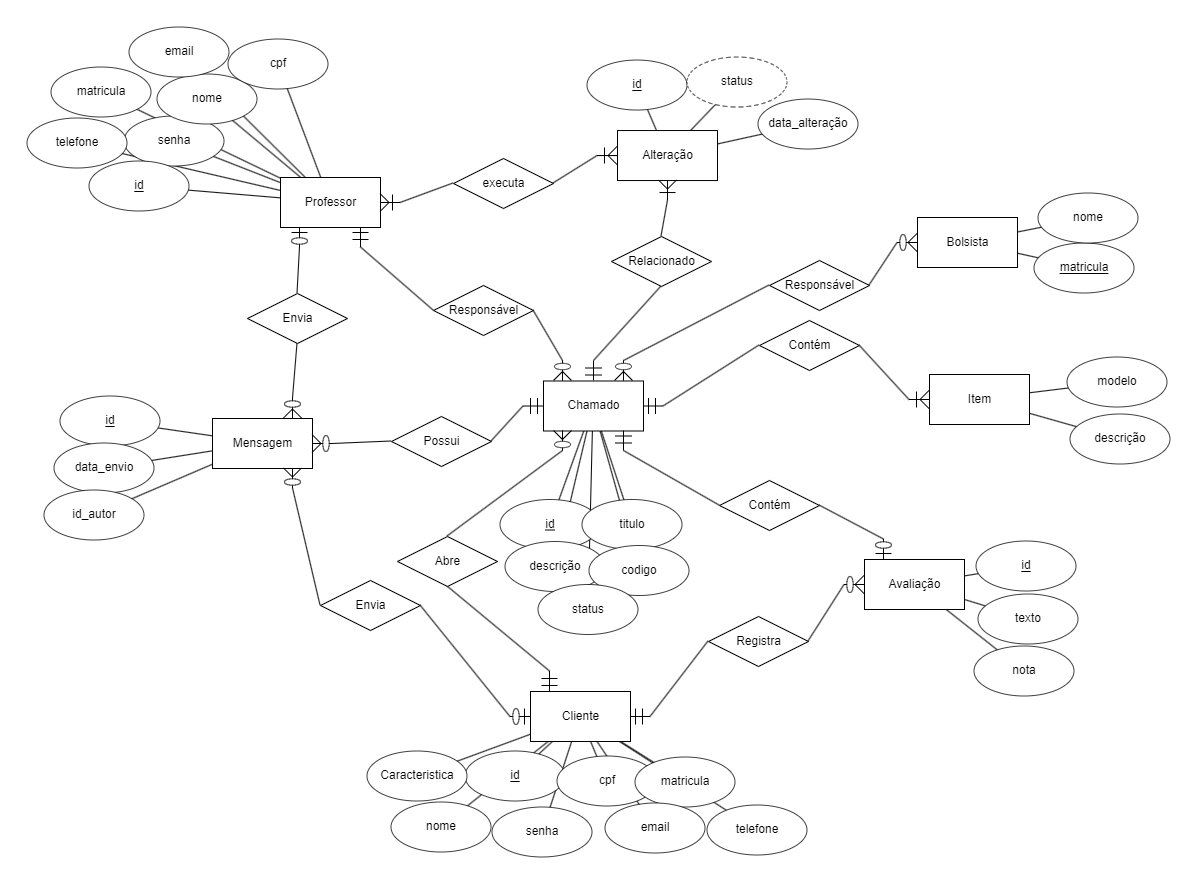 email
cpf
matricula
nome
telefone
senha
id
Professor
executa
id
status
data_alteração
Alteração
Relacionado
nome
Bolsista
matricula
Responsável
Responsável
Envia
Contém
modelo
Item
descrição
Chamado
id
data_envio
id_autor
Mensagem
Possui
Contém
id
titulo
descrição
codigo
status
Abre
Envia
Avaliação
id
texto
nota
Registra
Cliente
Caracteristica
id
cpf
matricula
nome
senha
email
telefone